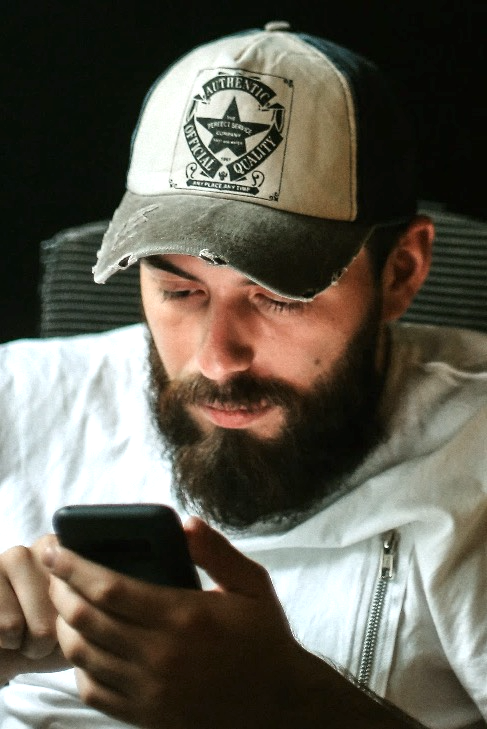 AUTHENTIC
THE
PERFECT SERVICE
COMPANY
OFFICIAL
QUALITY
ANY PLACE ANY TIME